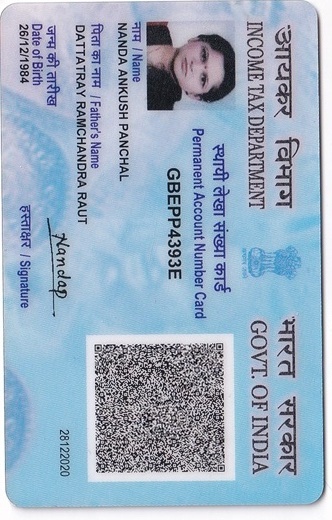 आयकर विभाग
INCOME TAX DEPARTMENT
भारत सरकार
GOVT. OF INDIA
स्थायी लेखा संख्या कार्ड
Permanent Account Number Card
GBEPP4393E
नाम / Name
NANDA ANKUSH PANCHAL
पिता का नाम / Father's Name
DATTATRAY RAMCHANDRA RAUT
जन्म की तारीख
Date of Birth
26/12/1984
Nandap
हस्ताक्षर / Signature
28122020